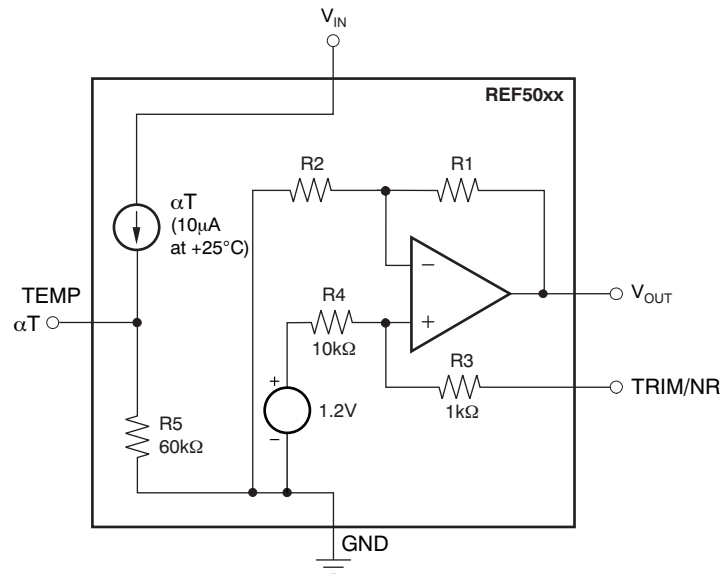 V_IN
REF50xx
R2
R1
αT
(10μA
at +25°C)
−
TEMP
αT
R4
+
V_OUT
10kΩ
R3
TRIM/NR
1kΩ
+
1.2V
−
R5
60kΩ
GND